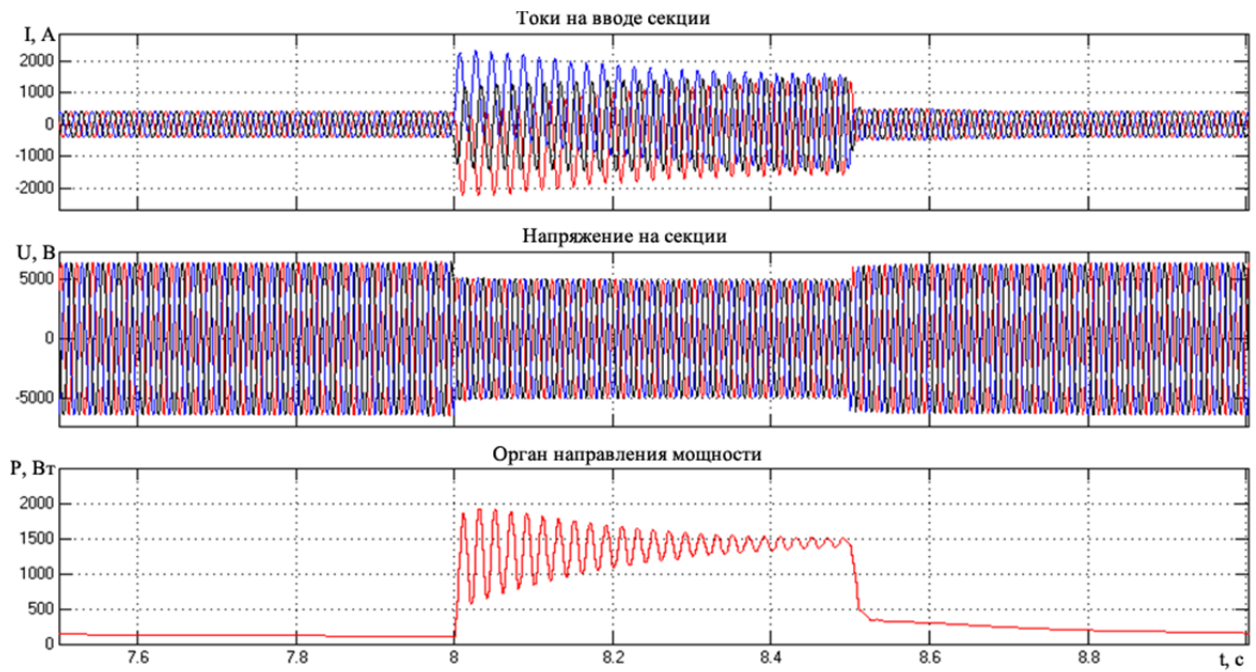 Токи на вводе секции
I, А
2000
1000
0
-1000
-2000
Напряжение на секции
U, В
5000
0
-5000
Орган направления мощности
P, Вт
2000
1500
1000
500
0
7.6 7.8 8 8.2 8.4 8.6 8.8 t, с